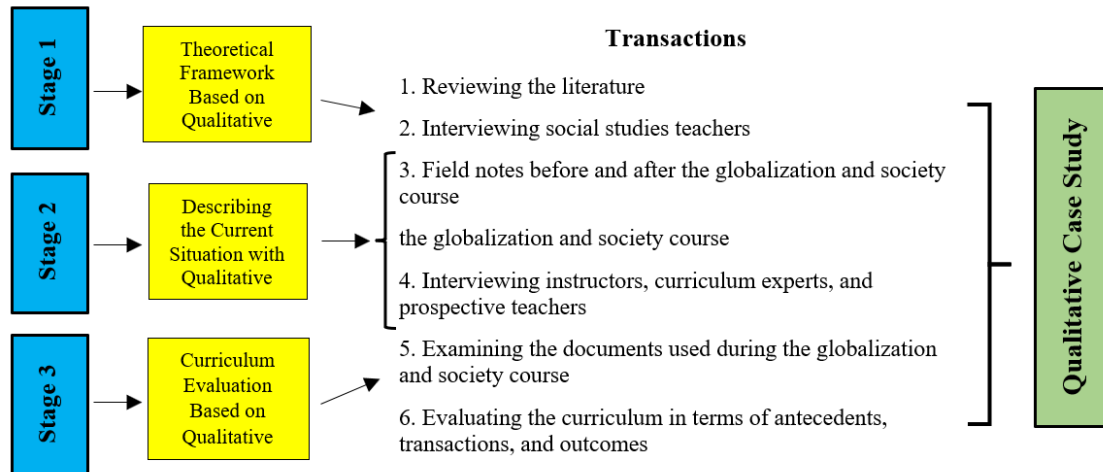 Stage 1
Theoretical
Framework
Based on
Qualitative
Stage 2
Describing
the Current
Situation with
Qualitative
Stage 3
Curriculum
Evaluation
Based on
Qualitative
Transactions
1. Reviewing the literature
2. Interviewing social studies teachers
3. Field notes before and after the globalization and society
course
the globalization and society course
4. Interviewing instructors, curriculum experts, and
prospective teachers
5. Examining the documents used during the globalization
and society course
6. Evaluating the curriculum in terms of antecedents,
transactions, and outcomes
Qualitative Case Study